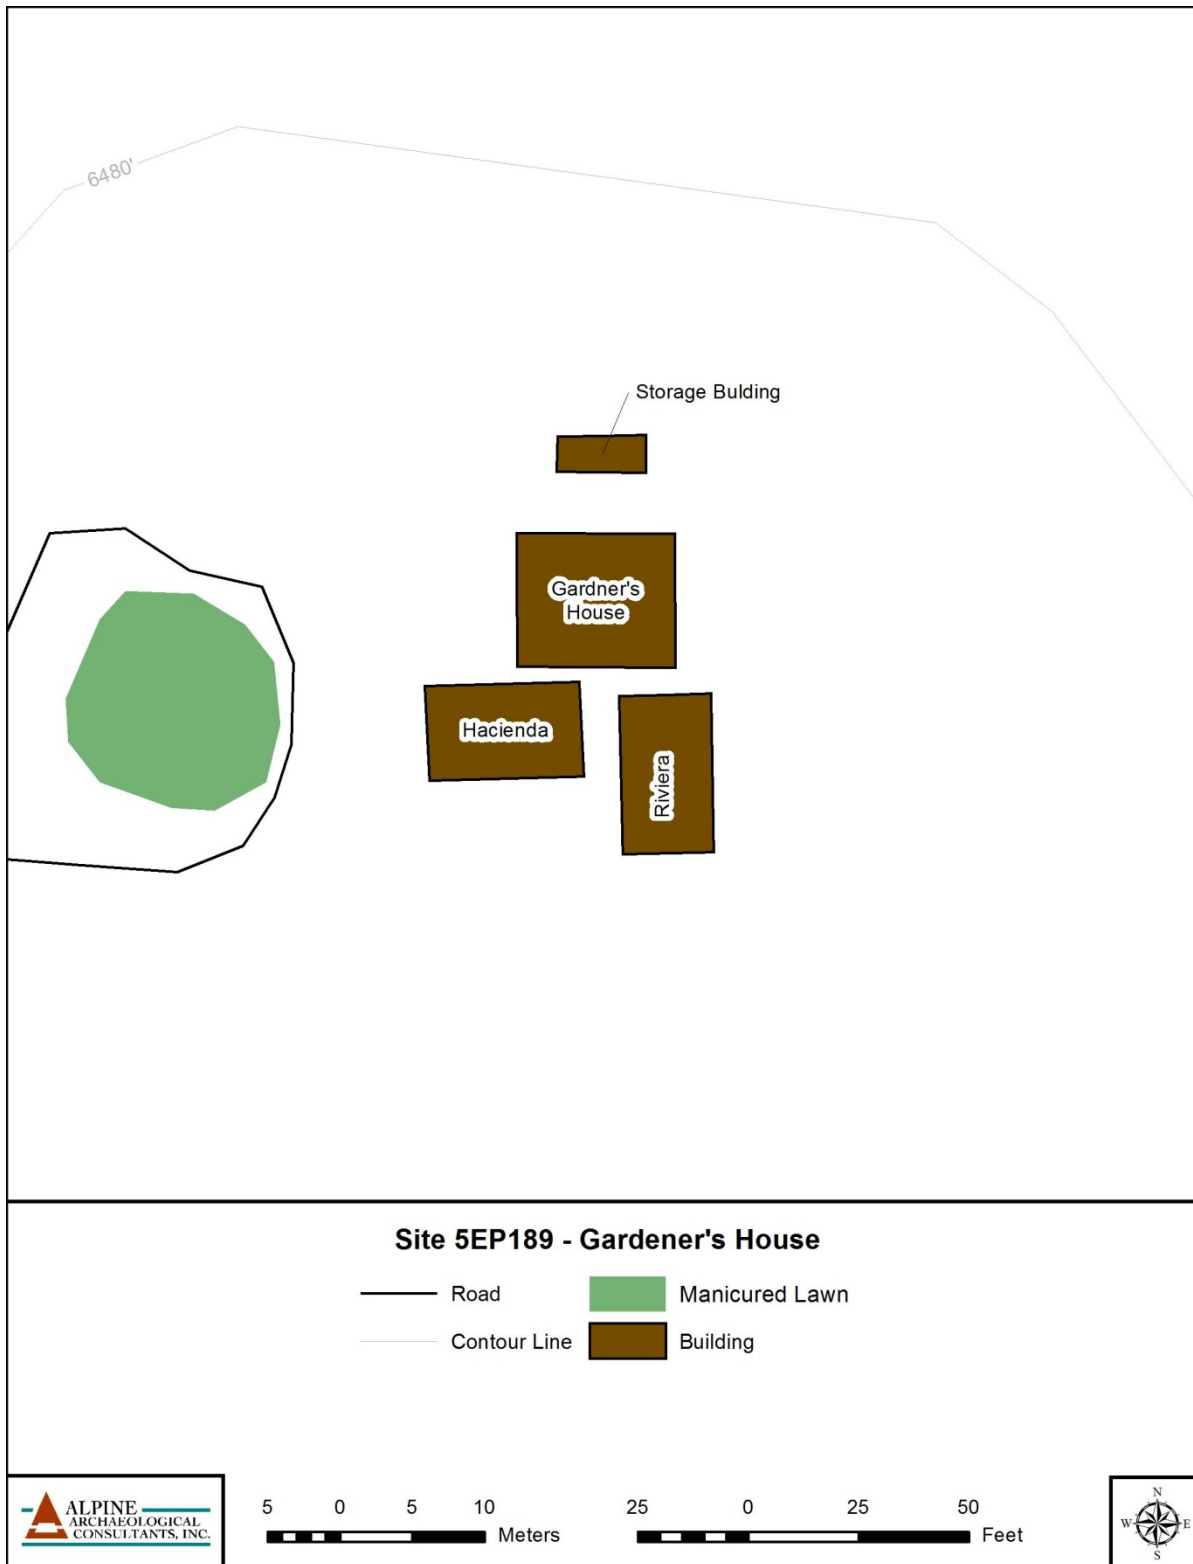 6480'
Storage Bulding
Gardner's
House
Hacienda
Riviera
Site 5EP189 - Gardener's House
Road
Manicured Lawn
Contour Line
Building
ALPINE
ARCHAEOLOGICAL
CONSULTANTS, INC.
5 0 5 10
Meters
25 0 25 50
Feet
N
W E
S